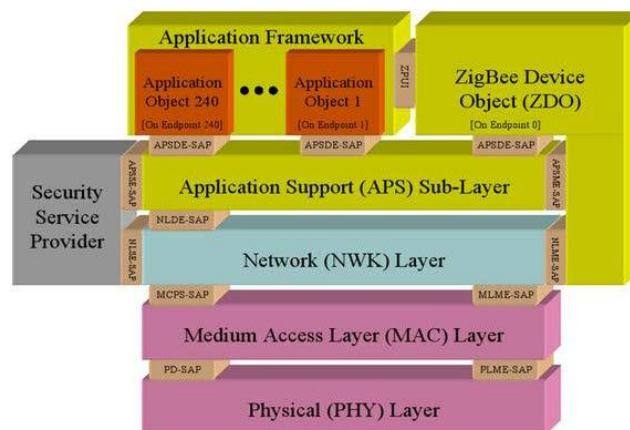 Application Framework
Application
Object 240
[On Endpoint 240]
Application
Object 1
[On Endpoint 1]
ZPUI
ZigBee Device
Object (ZDO)
[On Endpoint 0]
APSDE-SAP
APSDE-SAP
APSDE-SAP
Security
Service
Provider
APSSE-SAP
Application Support (APS) Sub-Layer
APSME-SAP
NLDE-SAP
NLSE-SAP
Network (NWK) Layer
NLME-SAP
MCPS-SAP
MLME-SAP
Medium Access Layer (MAC) Layer
PD-SAP
PLME-SAP
Physical (PHY) Layer